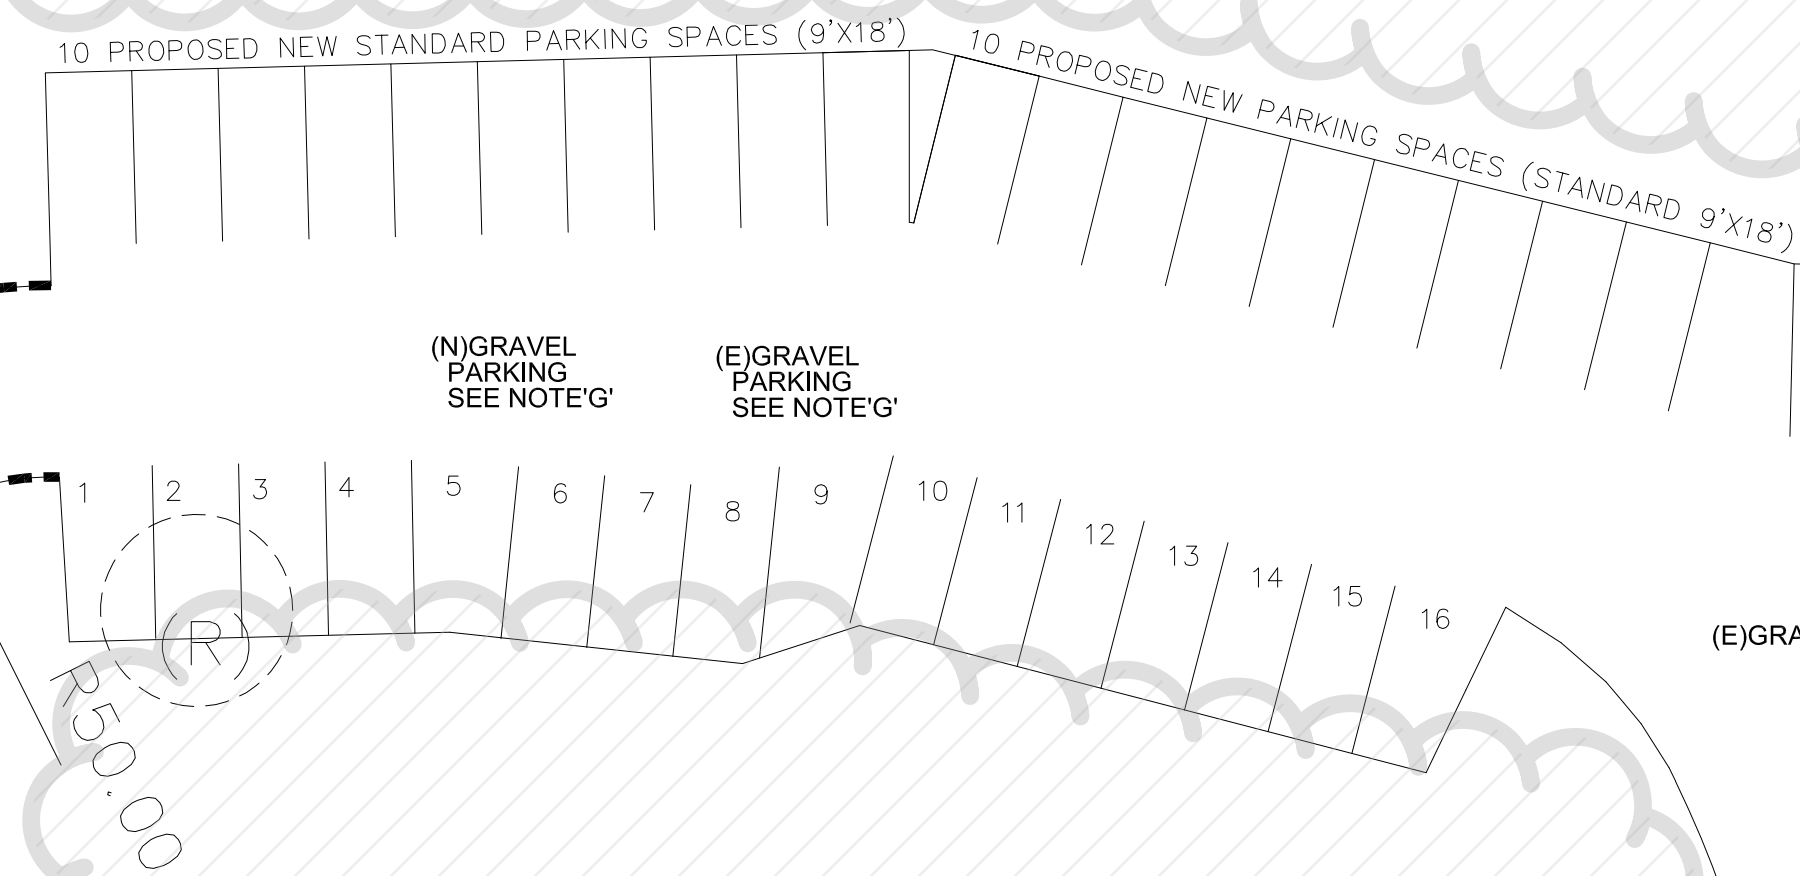 10 PROPOSED NEW STANDARD PARKING SPACES (9'X18')
10 PROPOSED NEW PARKING SPACES (STANDARD 9'X18')
(N)GRAVEL
PARKING
SEE NOTE'G'
(E)GRAVEL
PARKING
SEE NOTE'G'
1
2
3
4
5
6
7
8
9
10
11
12
13
14
15
16
(E)GRA
(R)
R50.00